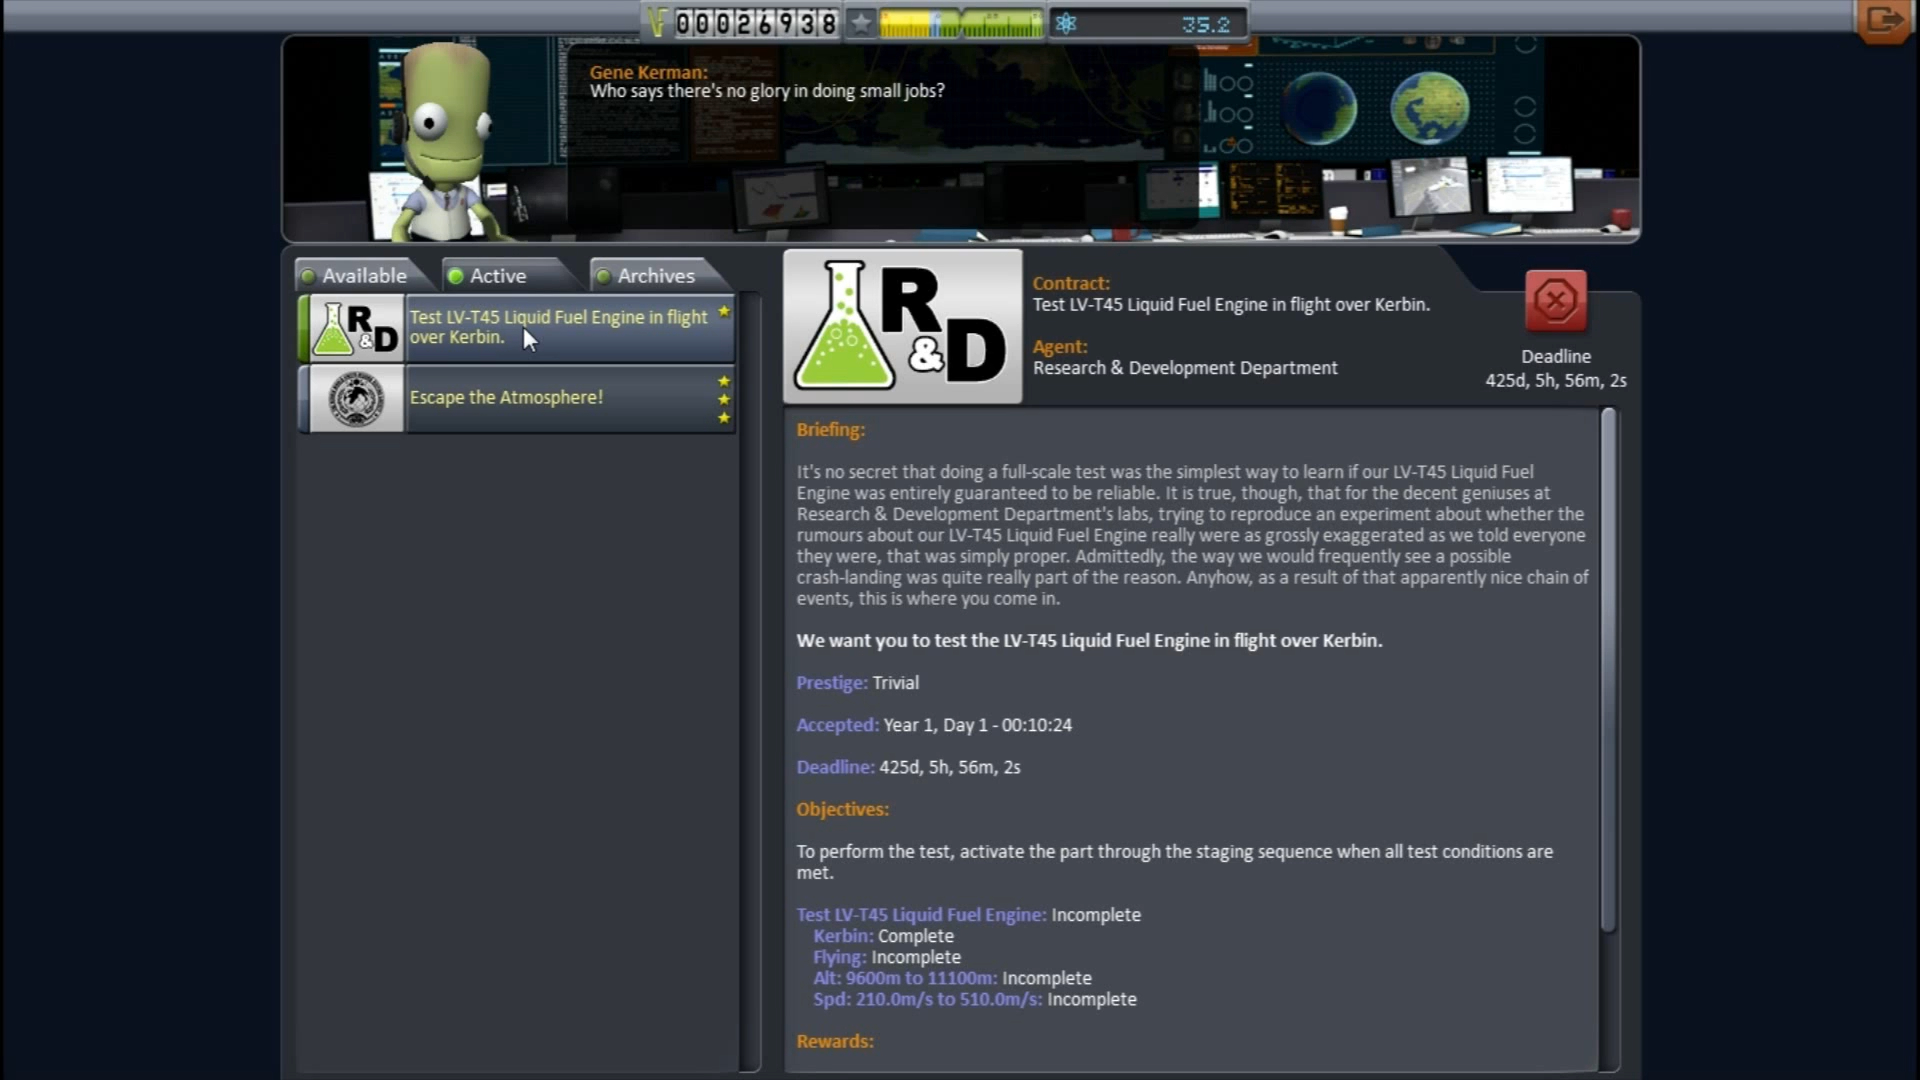 00026938
35.2
Gene Kerman:
Who says there's no glory in doing small jobs?
Available
Active
Archives
R&D
Test LV-T45 Liquid Fuel Engine in flight
over Kerbin.
Escape the Atmosphere!
R&D
Contract:
Test LV-T45 Liquid Fuel Engine in flight over Kerbin.
Agent:
Research & Development Department
Deadline
425d, 5h, 56m, 2s
Briefing:
It's no secret that doing a full-scale test was the simplest way to learn if our LV-T45 Liquid Fuel
Engine was entirely guaranteed to be reliable. It is true, though, that for the decent geniuses at
Research & Development Department's labs, trying to reproduce an experiment about whether the
rumours about our LV-T45 Liquid Fuel Engine really were as grossly exaggerated as we told everyone
they were, that was simply proper. Admittedly, the way we would frequently see a possible
crash-landing was quite really part of the reason. Anyhow, as a result of that apparently nice chain of
events, this is where you come in.
We want you to test the LV-T45 Liquid Fuel Engine in flight over Kerbin.
Prestige: Trivial
Accepted: Year 1, Day 1 - 00:10:24
Deadline: 425d, 5h, 56m, 2s
Objectives:
To perform the test, activate the part through the staging sequence when all test conditions are
met.
Test LV-T45 Liquid Fuel Engine: Incomplete
Kerbin: Complete
Flying: Incomplete
Alt: 9600m to 11100m: Incomplete
Spd: 210.0m/s to 510.0m/s: Incomplete
Rewards: